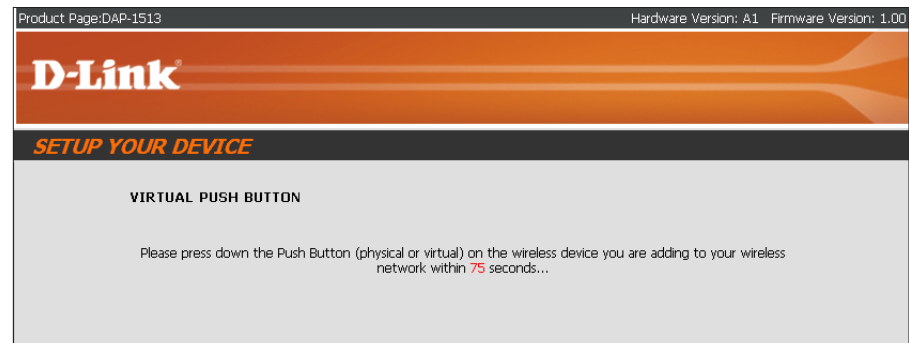 Product Page:DAP-1513 Hardware Version: A1 Firmware Version: 1.00
D-Link®
SETUP YOUR DEVICE
VIRTUAL PUSH BUTTON
Please press down the Push Button (physical or virtual) on the wireless device you are adding to your wireless
network within 75 seconds...